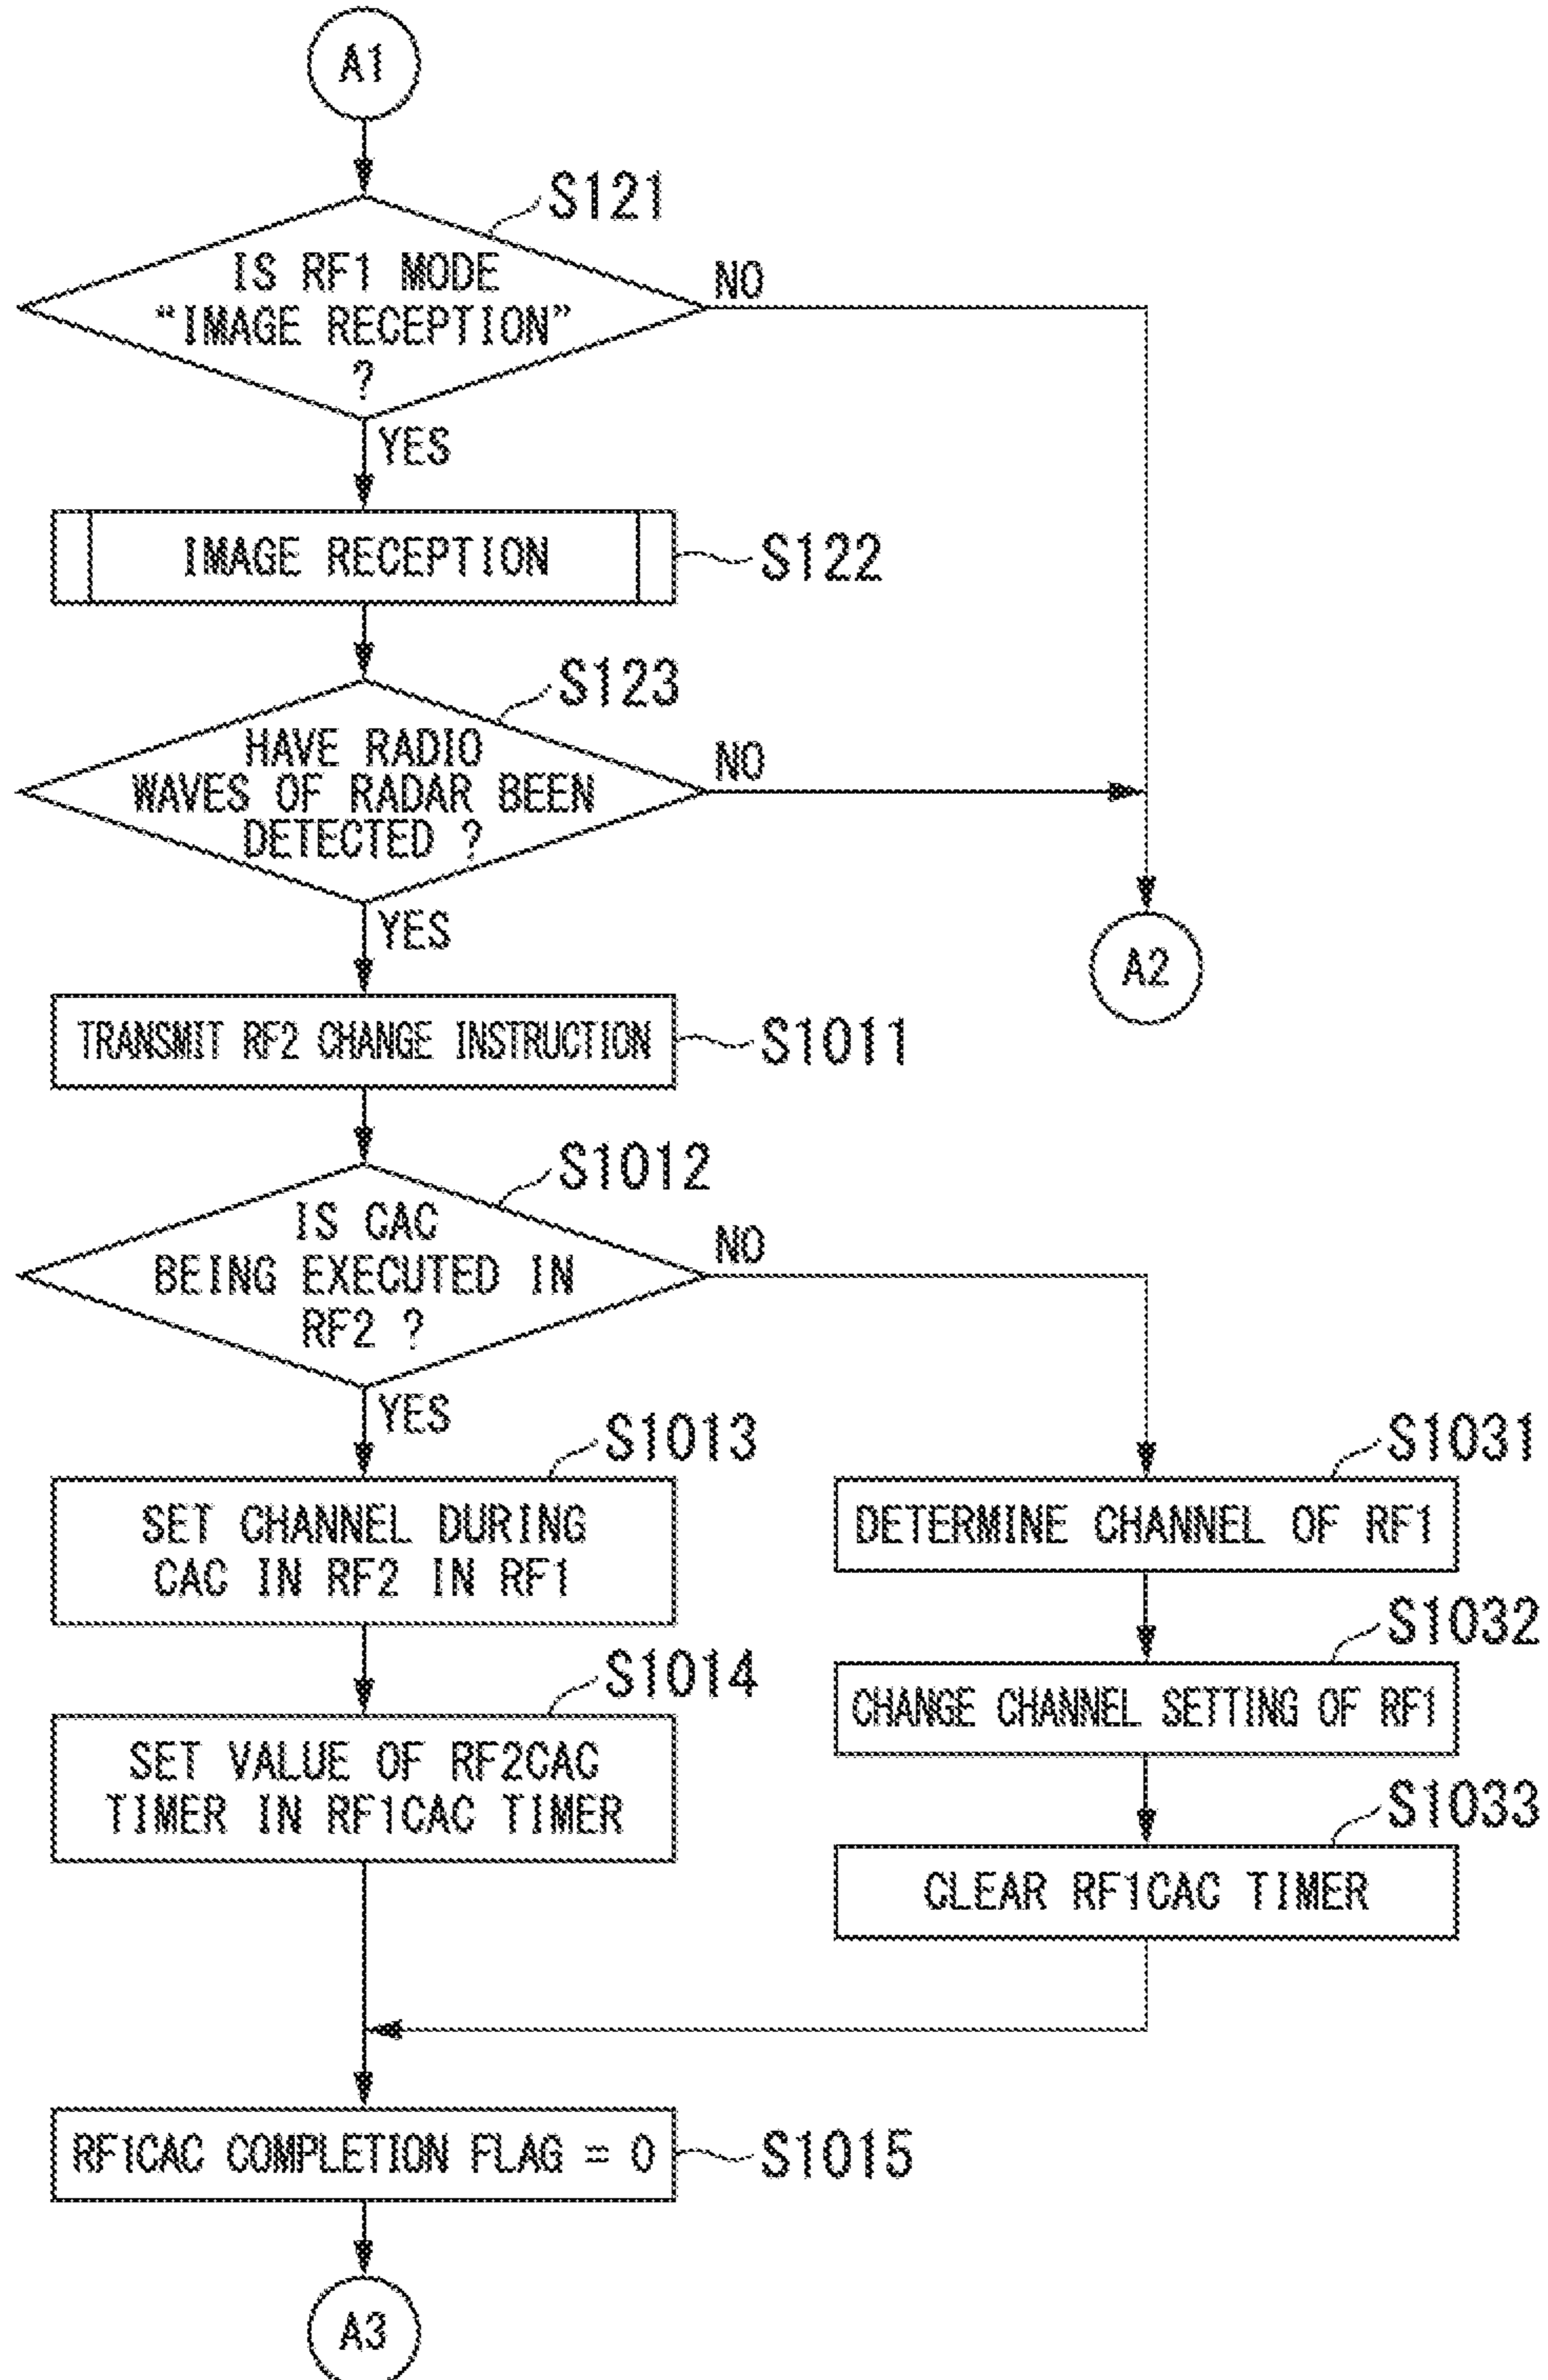 A1
S121
IS RF1 MODE
“IMAGE RECEPTION”
?
NO
YES
IMAGE RECEPTION
S122
S123
HAVE RADIO
WAVES OF RADAR BEEN
DETECTED ?
NO
YES
A2
TRANSMIT RF2 CHANGE INSTRUCTION
S1011
S1012
IS CAC
BEING EXECUTED IN
RF2 ?
NO
YES
S1013
SET CHANNEL DURING
CAC IN RF2 IN RF1
S1014
SET VALUE OF RF2CAC
TIMER IN RF1CAC TIMER
S1031
DETERMINE CHANNEL OF RF1
S1032
CHANGE CHANNEL SETTING OF RF1
S1033
CLEAR RF1CAC TIMER
RF1CAC COMPLETION FLAG = 0
S1015
A3